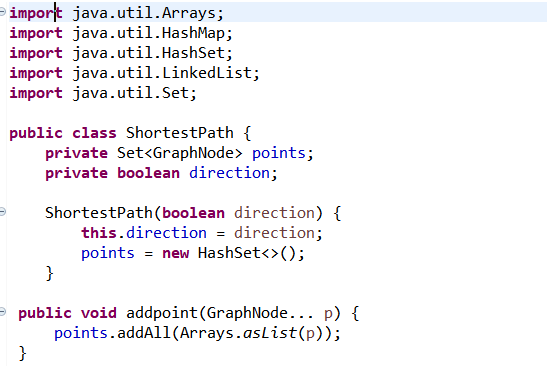 import java.util.Arrays;
import java.util.HashMap;
import java.util.HashSet;
import java.util.LinkedList;
import java.util.Set;

public class ShortestPath {
    private Set<GraphNode> points;
    private boolean direction;

    ShortestPath(boolean direction) {
        this.direction = direction;
        points = new HashSet<>();
    }

 public void addpoint(GraphNode... p) {
     points.addAll(Arrays.asList(p));
 }